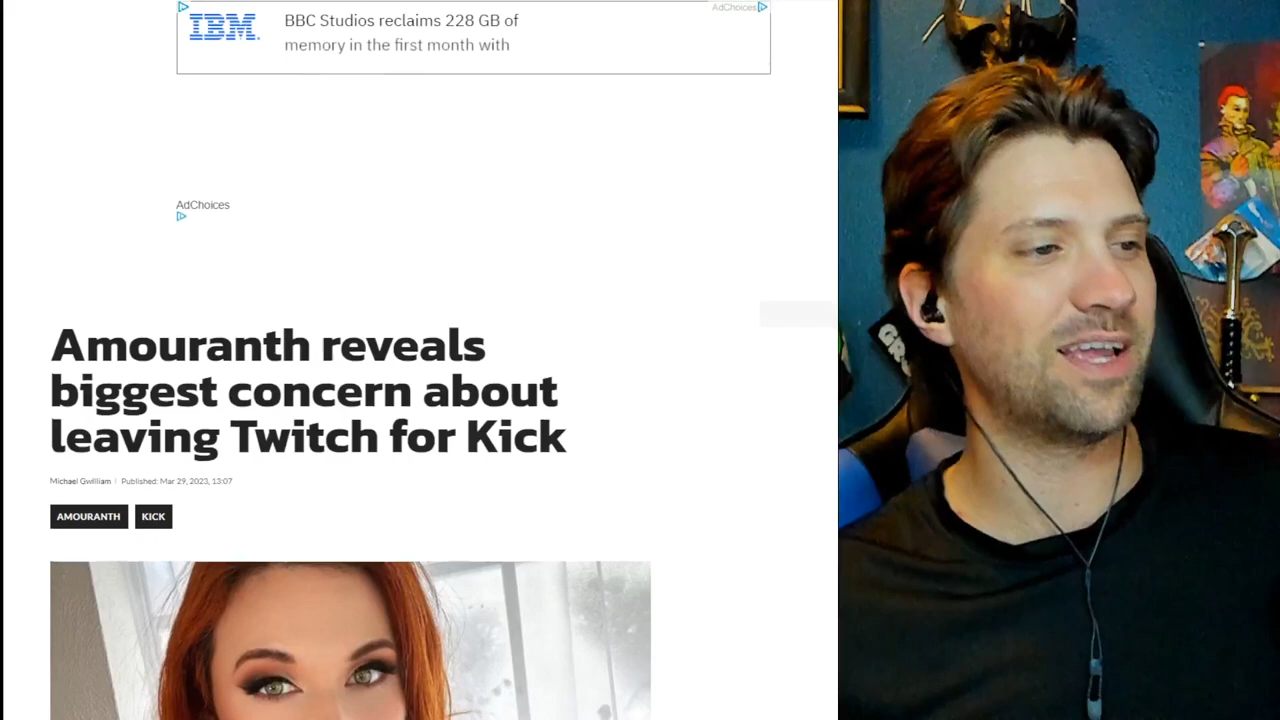 IBM.
BBC Studios reclaims 228 GB of
memory in the first month with
AdChoices
AdChoices
Amouranth reveals
biggest concern about
leaving Twitch for Kick
Michael Gwilliam | Published: Mar 29, 2023, 13:07
AMOURANTH KICK